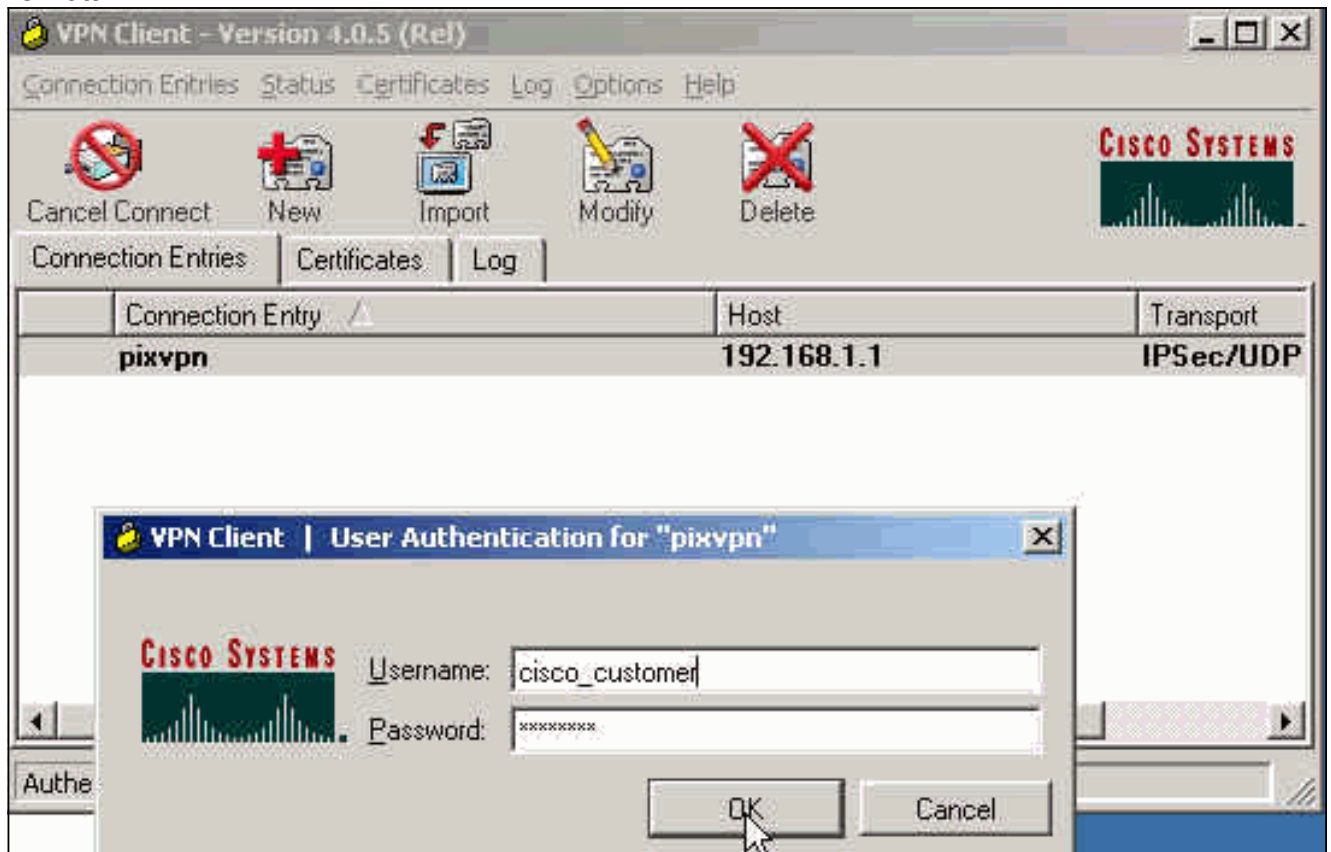 VPN Client - Version 4.0.5 (Rel)
Connection Entries Status Certificates Log Options Help
Cancel Connect New Import Modify Delete
CISCO SYSTEMS
Connection Entries Certificates Log
Connection Entry Host Transport
pixvpn 192.168.1.1 IPSec/UDP
VPN Client | User Authentication for "pixvpn"
CISCO SYSTEMS
Username: cisco_customer
Password: ********
Authe
OK Cancel